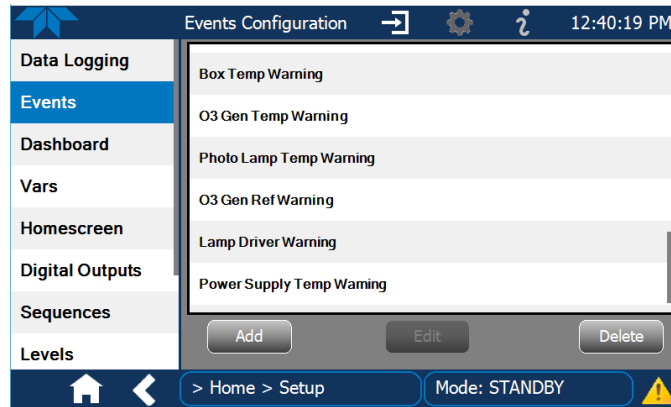 Events Configuration
12:40:19 PM
Data Logging
Events
Dashboard
Vars
Homescreen
Digital Outputs
Sequences
Levels
Box Temp Warning
O3 Gen Temp Warning
Photo Lamp Temp Warning
O3 Gen Ref Warning
Lamp Driver Warning
Power Supply Temp Warning
Add
Edit
Delete
> Home > Setup
Mode: STANDBY